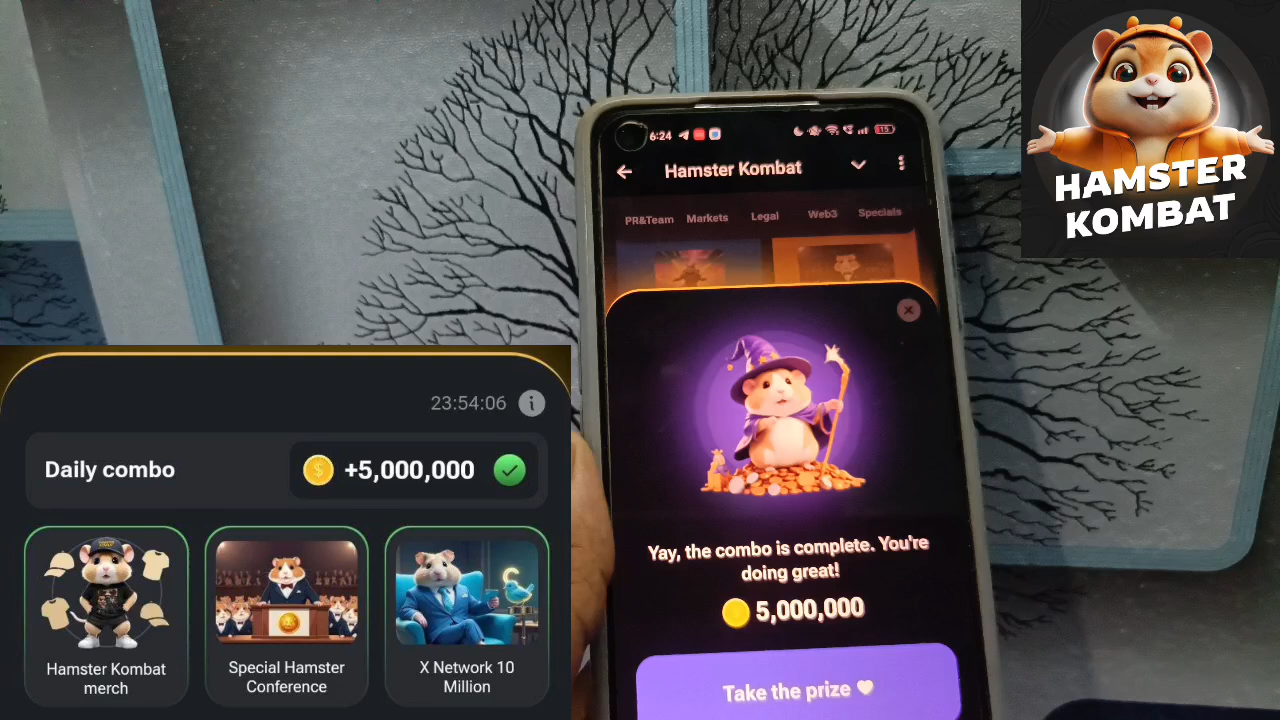 HAMSTER
KOMBAT
6:24
15
Hamster Kombat
PR&Team Markets Legal Web3 Specials
Yay, the combo is complete. You're
doing great!
5,000,000
Take the prize
23:54:06
Daily combo
+5,000,000
Hamster Kombat
merch
Special Hamster
Conference
X Network 10
Million